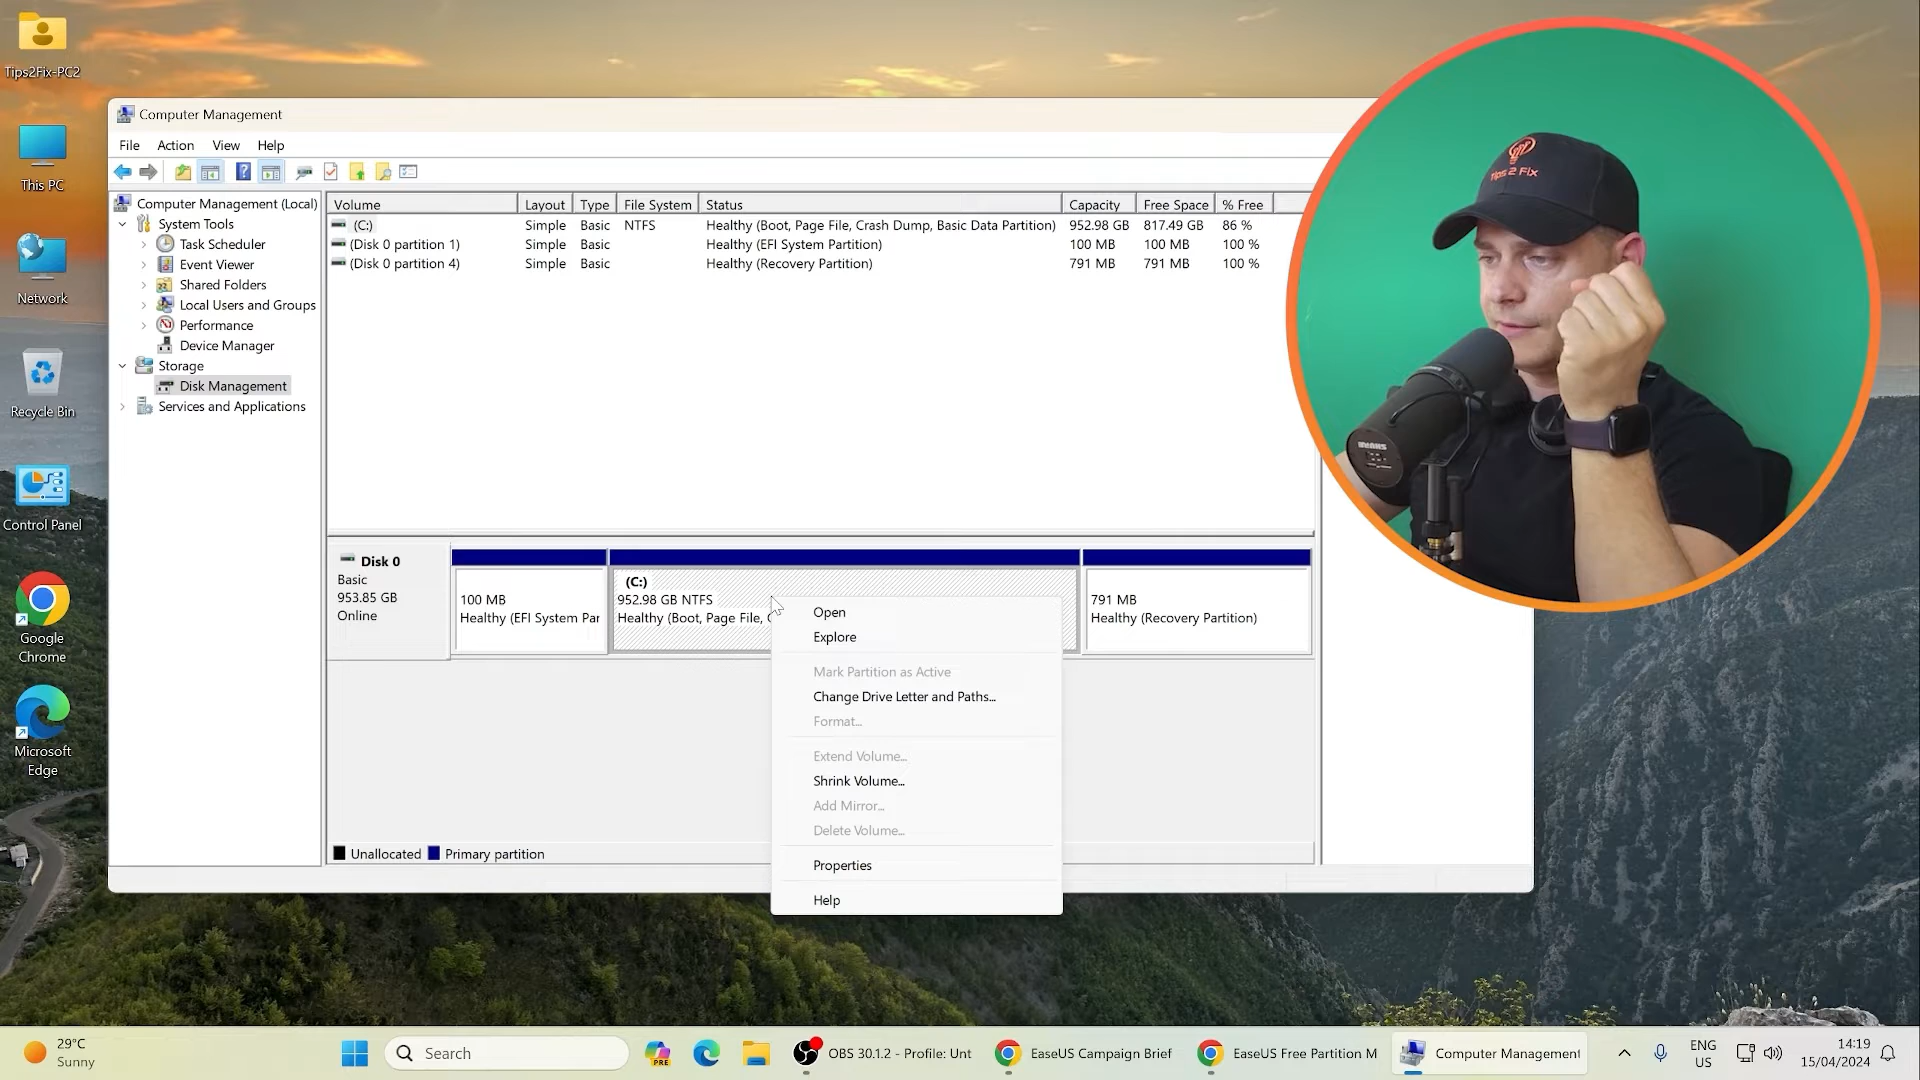 Tips2Fix-PC2
This PC
Network
Recycle Bin
Control Panel
Google
Chrome
Microsoft
Edge
Computer Management
File Action View Help
Computer Management (Local)
System Tools
Task Scheduler
Event Viewer
Shared Folders
Local Users and Groups
Performance
Device Manager
Storage
Disk Management
Services and Applications
Volume Layout Type File System Status Capacity Free Space % Free
(C:) Simple Basic NTFS Healthy (Boot, Page File, Crash Dump, Basic Data Partition) 952.98 GB 817.49 GB 86 %
(Disk 0 partition 1) Simple Basic Healthy (EFI System Partition) 100 MB 100 MB 100 %
(Disk 0 partition 4) Simple Basic Healthy (Recovery Partition) 791 MB 791 MB 100 %
Disk 0
Basic
953.85 GB
Online
100 MB
Healthy (EFI System Par
(C:)
952.98 GB NTFS
Healthy (Boot, Page File, C
791 MB
Healthy (Recovery Partition)
Open
Explore
Mark Partition as Active
Change Drive Letter and Paths...
Format...
Extend Volume...
Shrink Volume...
Add Mirror...
Delete Volume...
Properties
Help
Unallocated Primary partition
Tips 2 Fix
29°C
Sunny
Search
PRE
OBS 30.1.2 - Profile: Unt
EaseUS Campaign Brief
EaseUS Free Partition M
Computer Management
ENG
US
14:19
15/04/2024